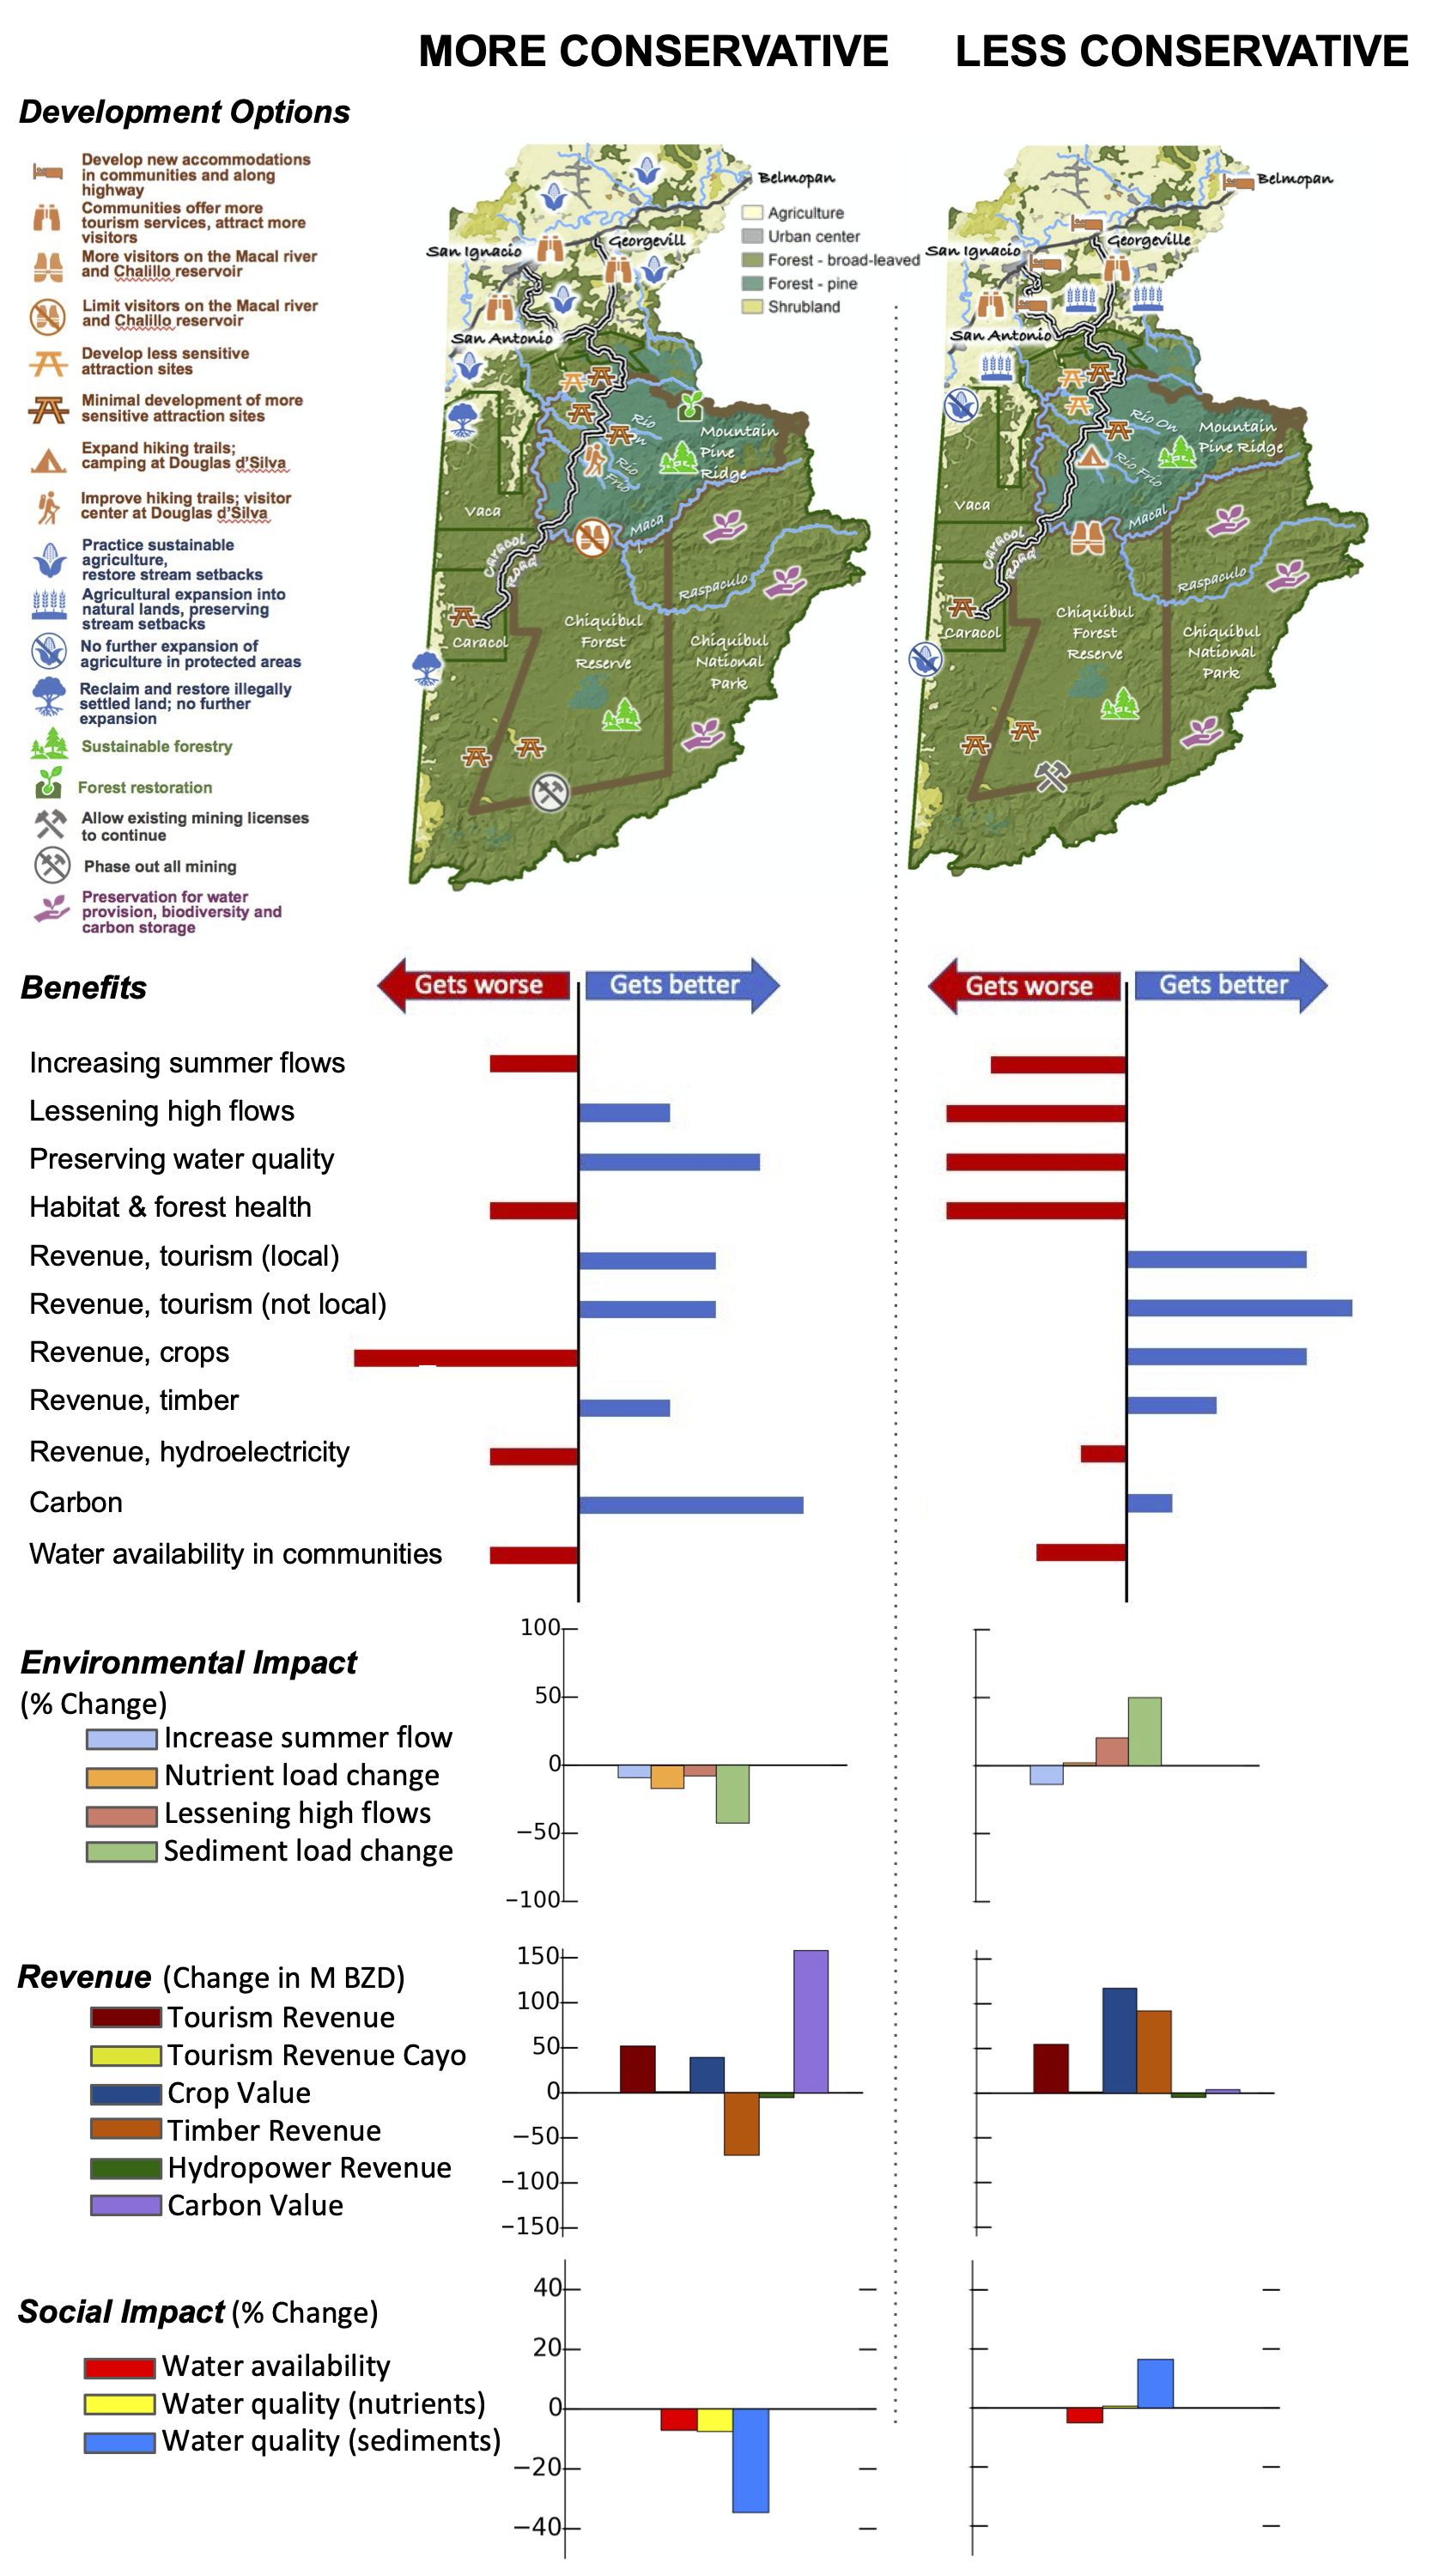 MORE CONSERVATIVE
LESS CONSERVATIVE
Development Options
Develop new accommodations
in communities and along
highway
Communities offer more
tourism services, attract more
visitors
More visitors on the Macal river
and Chalillo reservoir
Limit visitors on the Macal river
and Chalillo reservoir
Develop less sensitive
attraction sites
Minimal development of more
sensitive attraction sites
Expand hiking trails;
camping at Douglas d'Silva
Improve hiking trails; visitor
center at Douglas d'Silva
Practice sustainable
agriculture,
restore stream setbacks
Agricultural expansion into
natural lands, preserving
stream setbacks
No further expansion of
agriculture in protected areas
Reclaim and restore illegally
settled land; no further
expansion
Sustainable forestry
Forest restoration
Allow existing mining licenses
to continue
Phase out all mining
Preservation for water
provision, biodiversity and
carbon storage
Belmopan
Agriculture
Urban center
Forest - broad-leaved
Forest - pine
Shrubland
San Ignacio
Georgevill
San Antonio
Río
On
Río
Frio
Mountain
Pine
Ridge
Vaca
Maca
l
Caracol
Road
Raspaculo
Caracol
Chiquibul
Forest
Reserve
Chiquibul
National
Park
Belmopan
San Ignacio
Georgeville
San Antonio
Río On
Río Frio
Mountain
Pine Ridge
Vaca
Macal
Caracol
Road
Raspaculo
Caracol
Chiquibul
Forest
Reserve
Chiquibul
National
Park
Benefits
Gets worse
Gets better
Gets worse
Gets better
Increasing summer flows
Lessening high flows
Preserving water quality
Habitat & forest health
Revenue, tourism (local)
Revenue, tourism (not local)
Revenue, crops
Revenue, timber
Revenue, hydroelectricity
Carbon
Water availability in communities
Environmental Impact
(% Change)
Increase summer flow
Nutrient load change
Lessening high flows
Sediment load change
100
50
0
−50
−100
Revenue (Change in M BZD)
Tourism Revenue
Tourism Revenue Cayo
Crop Value
Timber Revenue
Hydropower Revenue
Carbon Value
150
100
50
0
−50
−100
−150
Social Impact (% Change)
Water availability
Water quality (nutrients)
Water quality (sediments)
40
20
0
−20
−40